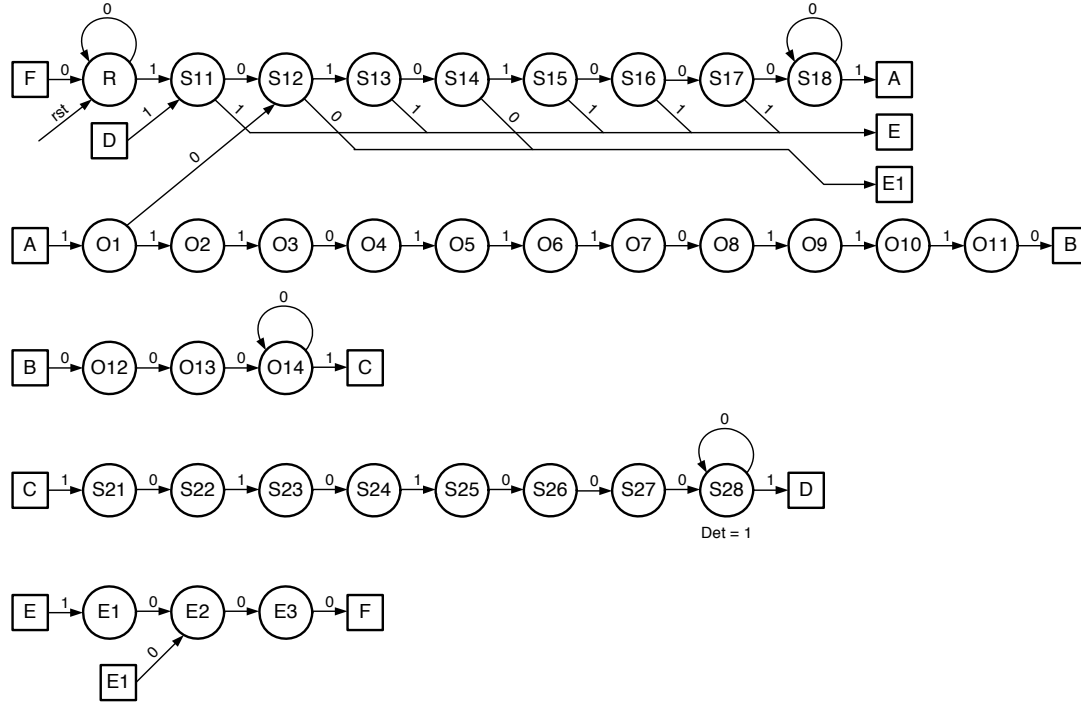 0 0
F 0 R 1 S11 0 S12 1 S13 0 S14 1 S15 0 S16 0 S17 0 S18 1 A
rst D 1 1 0 1 0 1 1 1 E
0 E1
A 1 O1 1 O2 1 O3 0 O4 1 O5 1 O6 1 O7 0 O8 1 O9 1 O10 1 O11 0 B
0
B 0 O12 0 O13 0 O14 1 C
0
C 1 S21 0 S22 1 S23 0 S24 1 S25 0 S26 0 S27 0 S28 1 D
Det = 1
E 1 E1 0 E2 0 E3 0 F
E1 0